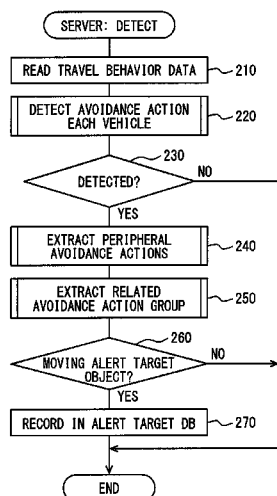 SERVER: DETECT
READ TRAVEL BEHAVIOR DATA
210
DETECT AVOIDANCE ACTION
EACH VEHICLE
220
230
DETECTED?
NO
YES
EXTRACT PERIPHERAL
AVOIDANCE ACTIONS
240
EXTRACT RELATED
AVOIDANCE ACTION GROUP
250
260
MOVING ALERT TARGET
OBJECT?
NO
YES
RECORD IN ALERT TARGET DB
270
END